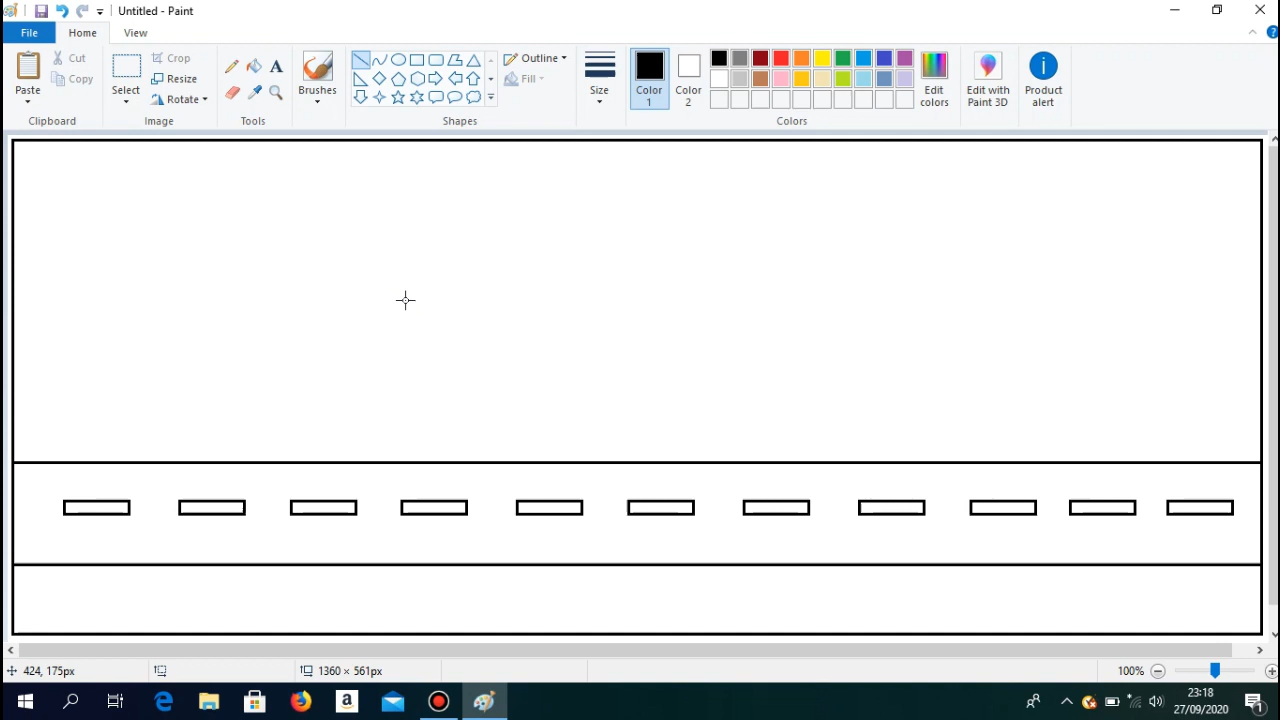 Untitled - Paint
File Home View
Paste
Cut
Copy
Clipboard
Select
Crop
Resize
Rotate
Image
Tools
Brushes
Outline
Fill
Shapes
Size
Color 1
Color 2
Edit colors
Colors
Edit with Paint 3D
Product alert
424, 175px
1360 × 561px
100%
23:18
27/09/2020